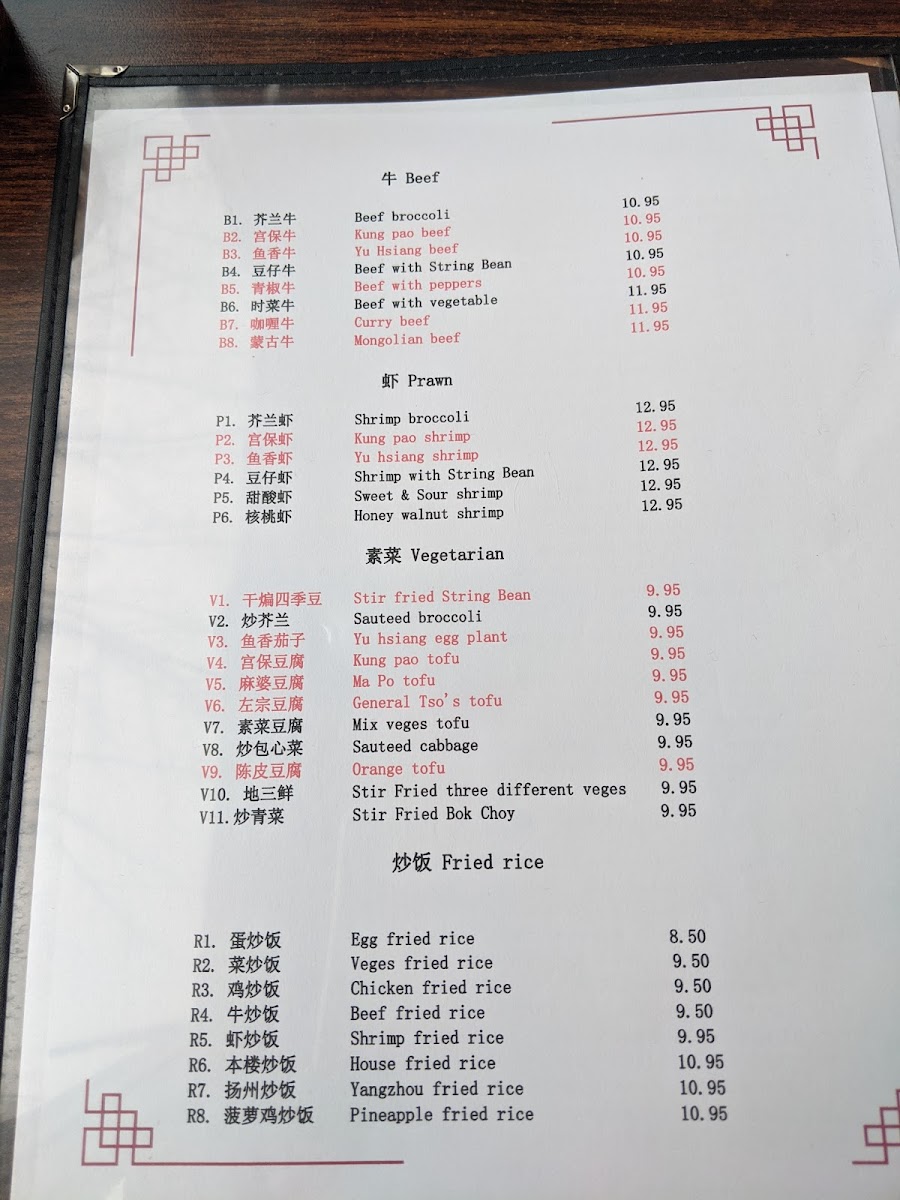 牛 Beef
B1. 芥兰牛 Beef broccoli 10.95
B2. 宫保牛 Kung pao beef 10.95
B3. 鱼香牛 Yu Hsiang beef 10.95
B4. 豆仔牛 Beef with String Bean 10.95
B5. 青椒牛 Beef with peppers 10.95
B6. 时菜牛 Beef with vegetable 11.95
B7. 咖喱牛 Curry beef 11.95
B8. 蒙古牛 Mongolian beef 11.95
虾 Prawn
P1. 芥兰虾 Shrimp broccoli 12.95
P2. 宫保虾 Kung pao shrimp 12.95
P3. 鱼香虾 Yu hsiang shrimp 12.95
P4. 豆仔虾 Shrimp with String Bean 12.95
P5. 甜酸虾 Sweet & Sour shrimp 12.95
P6. 核桃虾 Honey walnut shrimp 12.95
素菜 Vegetarian
V1. 干煸四季豆 Stir fried String Bean 9.95
V2. 炒芥兰 Sauteed broccoli 9.95
V3. 鱼香茄子 Yu hsiang egg plant 9.95
V4. 宫保豆腐 Kung pao tofu 9.95
V5. 麻婆豆腐 Ma Po tofu 9.95
V6. 左宗豆腐 General Tso's tofu 9.95
V7. 素菜豆腐 Mix veges tofu 9.95
V8. 炒包心菜 Sauteed cabbage 9.95
V9. 陈皮豆腐 Orange tofu 9.95
V10. 地三鲜 Stir Fried three different veges 9.95
V11. 炒青菜 Stir Fried Bok Choy 9.95
炒饭 Fried rice
R1. 蛋炒饭 Egg fried rice 8.50
R2. 菜炒饭 Veges fried rice 9.50
R3. 鸡炒饭 Chicken fried rice 9.50
R4. 牛炒饭 Beef fried rice 9.50
R5. 虾炒饭 Shrimp fried rice 9.95
R6. 本楼炒饭 House fried rice 10.95
R7. 扬州炒饭 Yangzhou fried rice 10.95
R8. 菠萝鸡炒饭 Pineapple fried rice 10.95